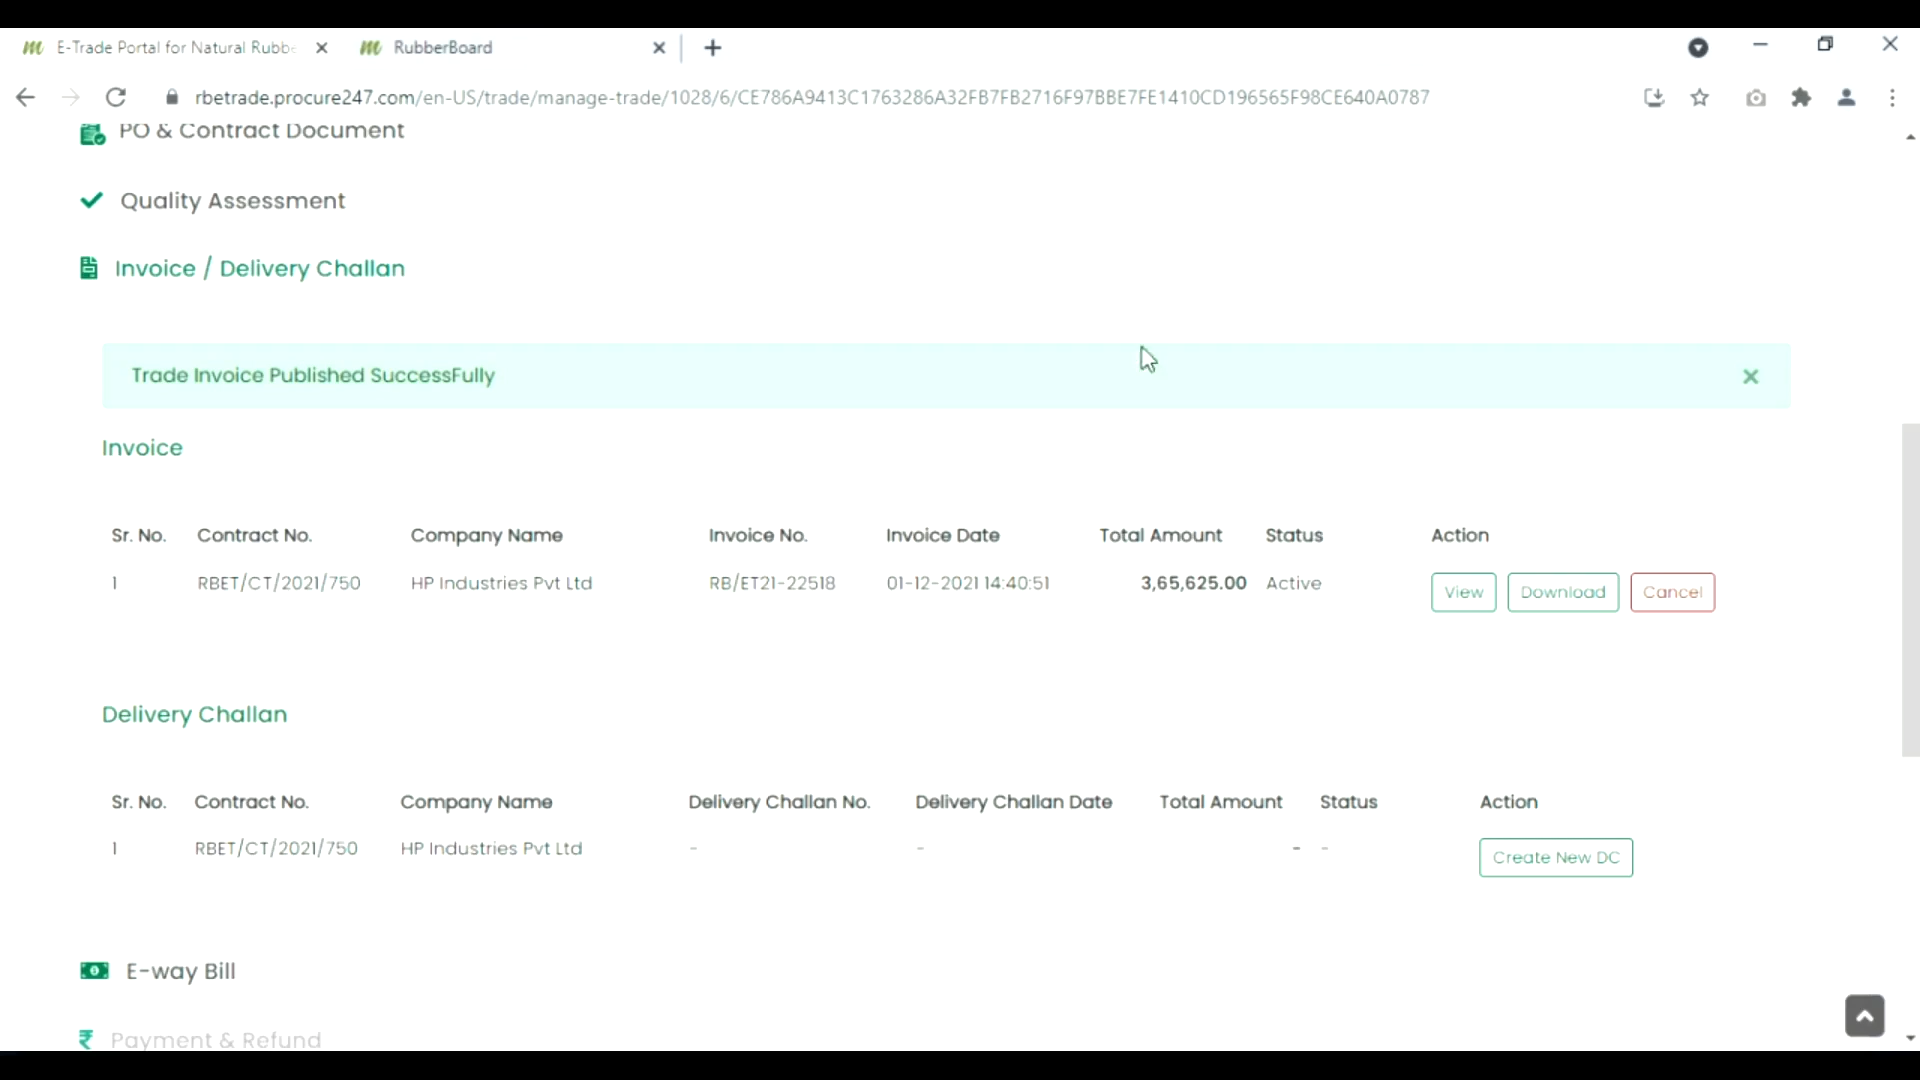 E-Trade Portal for Natural Rubbe
RubberBoard
rbetrade.procure247.com/en-US/trade/manage-trade/1028/6/CE786A9413C1763286A32FB7FB2716F97BBE7FE1410CD196565F98CE640A0787
PO & Contract Document
Quality Assessment
Invoice / Delivery Challan
Trade Invoice Published SuccessFully
Invoice
Sr. No. Contract No. Company Name Invoice No. Invoice Date Total Amount Status Action
1 RBET/CT/2021/750 HP Industries Pvt Ltd RB/ET21-22518 01-12-2021 14:40:51 3,65,625.00 Active View Download Cancel
Delivery Challan
Sr. No. Contract No. Company Name Delivery Challan No. Delivery Challan Date Total Amount Status Action
1 RBET/CT/2021/750 HP Industries Pvt Ltd - - - - Create New DC
E-way Bill
₹ Payment & Refund